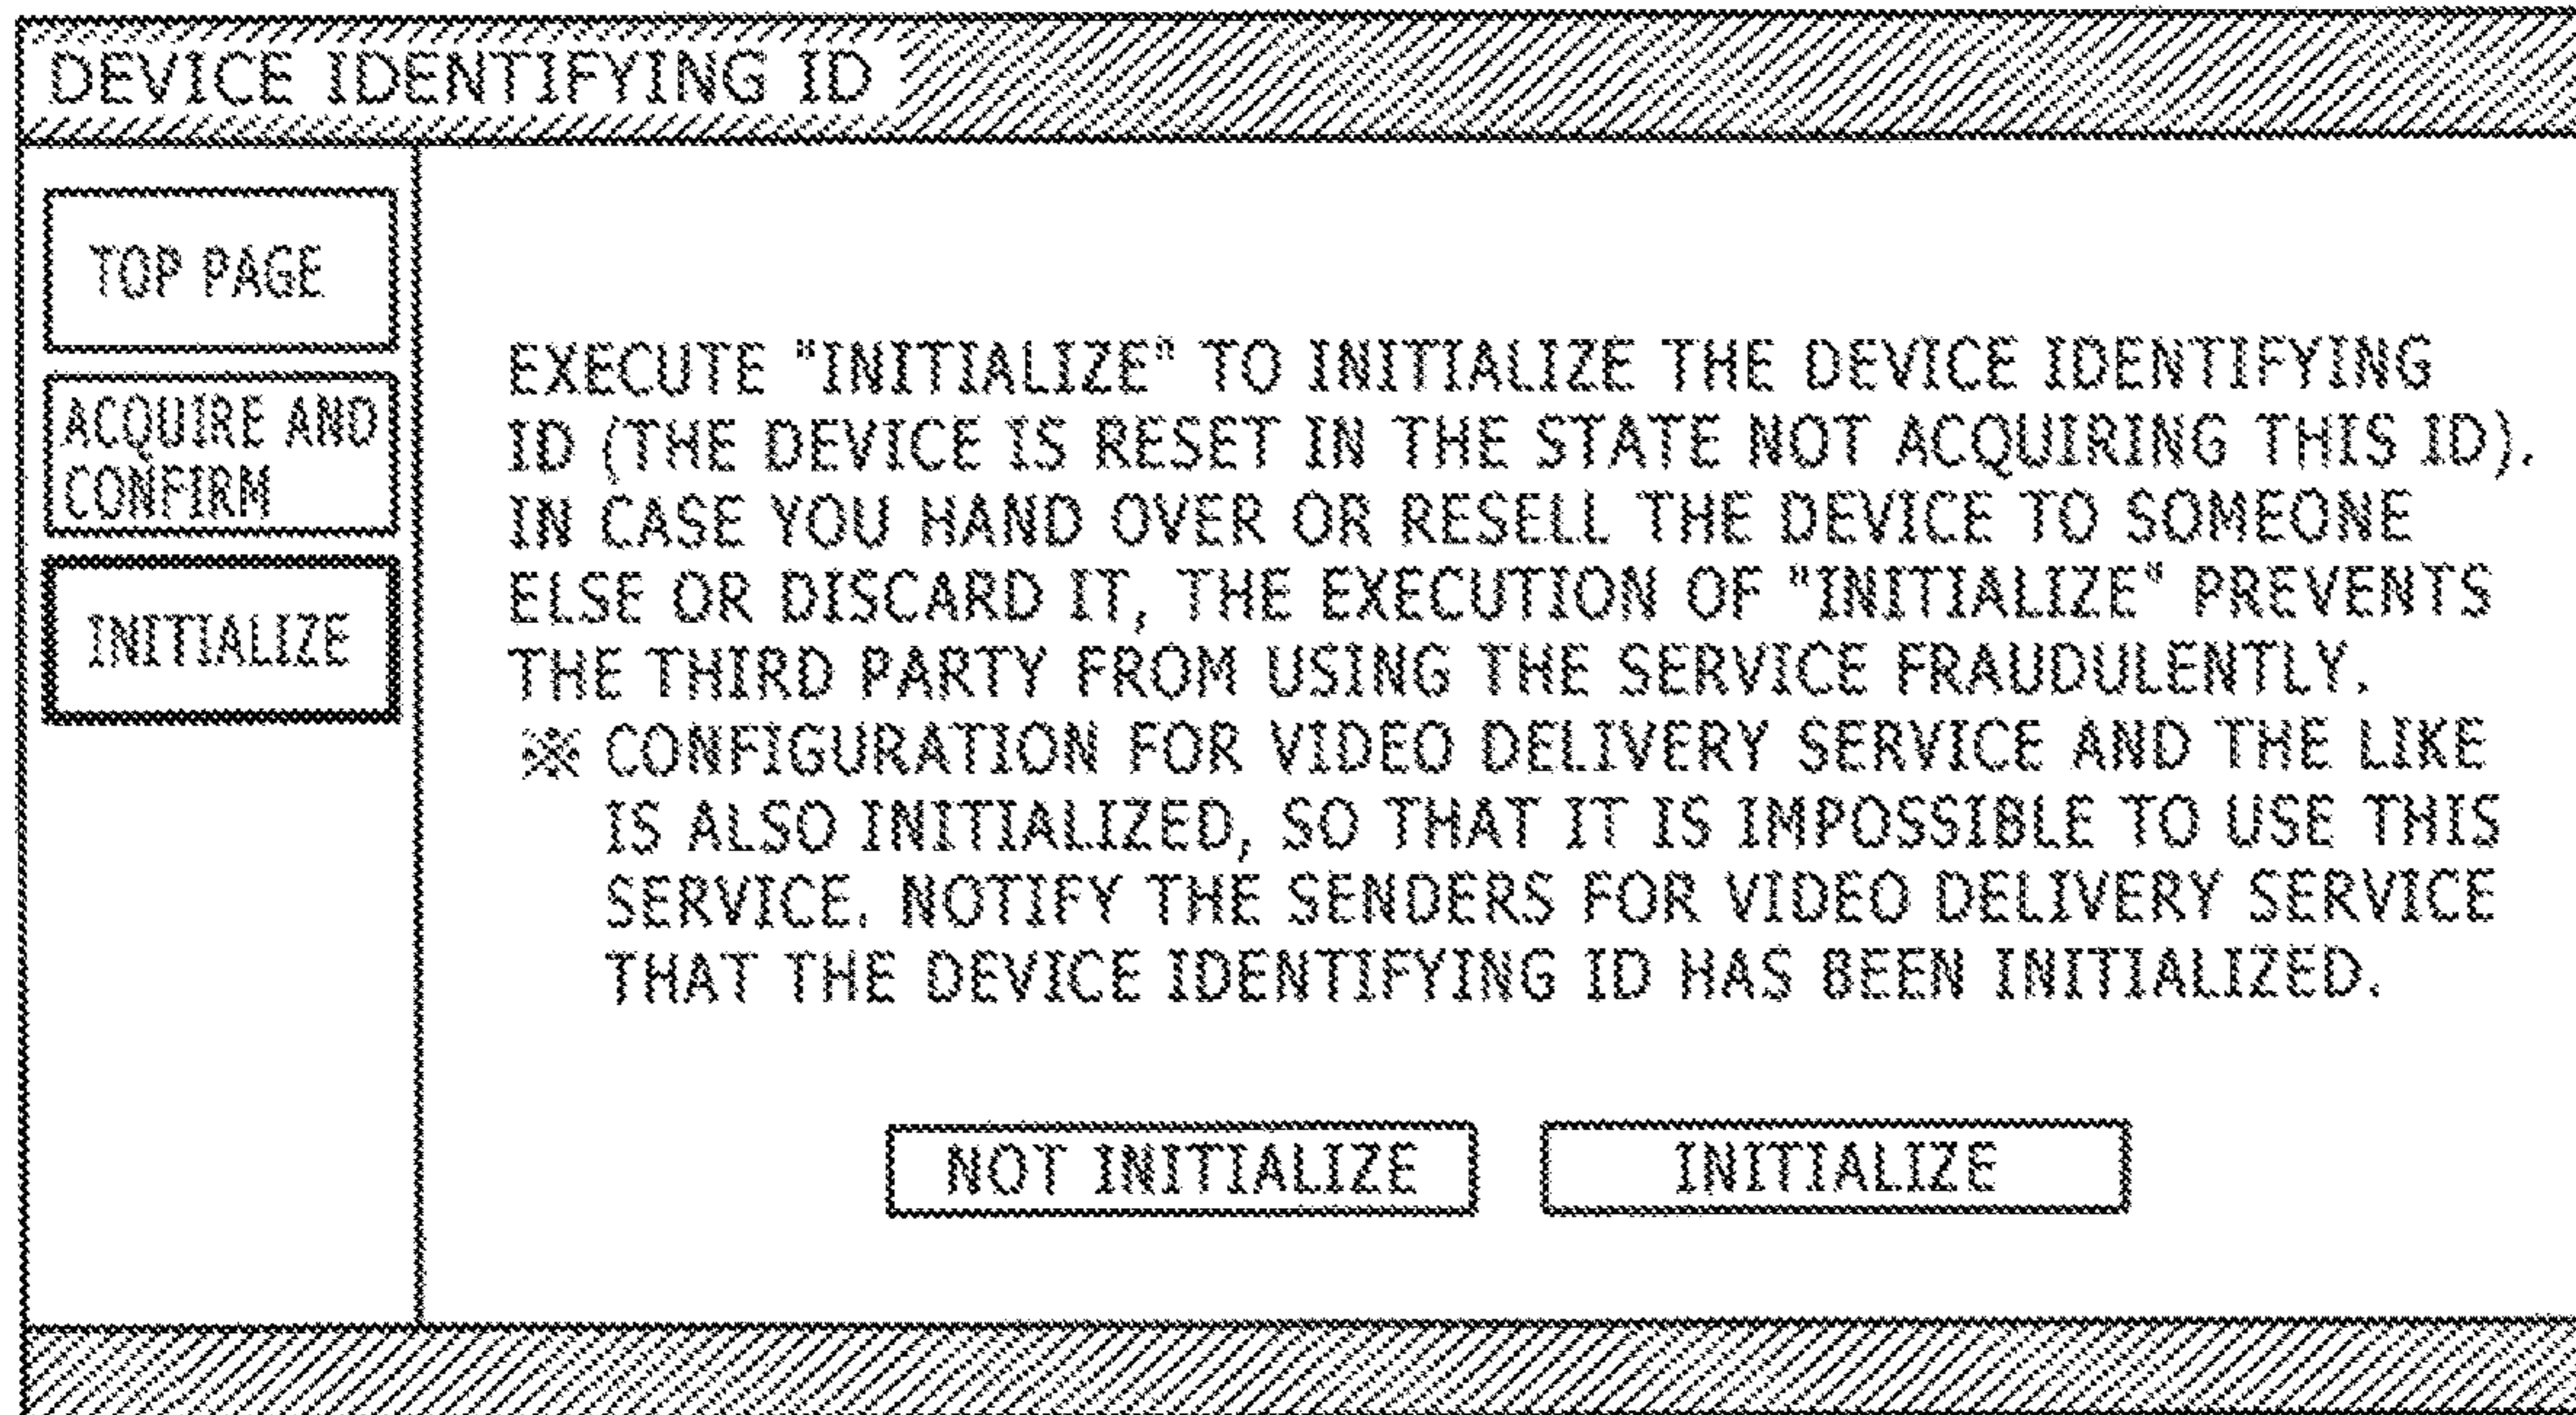 DEVICE IDENTIFYING ID
TOP PAGE
ACQUIRE AND
CONFIRM
INITIALIZE
EXECUTE "INITIALIZE" TO INITIALIZE THE DEVICE IDENTIFYING
ID (THE DEVICE IS RESET IN THE STATE NOT ACQUIRING THIS ID).
IN CASE YOU HAND OVER OR RESELL THE DEVICE TO SOMEONE
ELSE OR DISCARD IT, THE EXECUTION OF "INITIALIZE" PREVENTS
THE THIRD PARTY FROM USING THE SERVICE FRAUDULENTLY.
※ CONFIGURATION FOR VIDEO DELIVERY SERVICE AND THE LIKE
IS ALSO INITIALIZED, SO THAT IT IS IMPOSSIBLE TO USE THIS
SERVICE. NOTIFY THE SENDERS FOR VIDEO DELIVERY SERVICE
THAT THE DEVICE IDENTIFYING ID HAS BEEN INITIALIZED.
NOT INITIALIZE
INITIALIZE